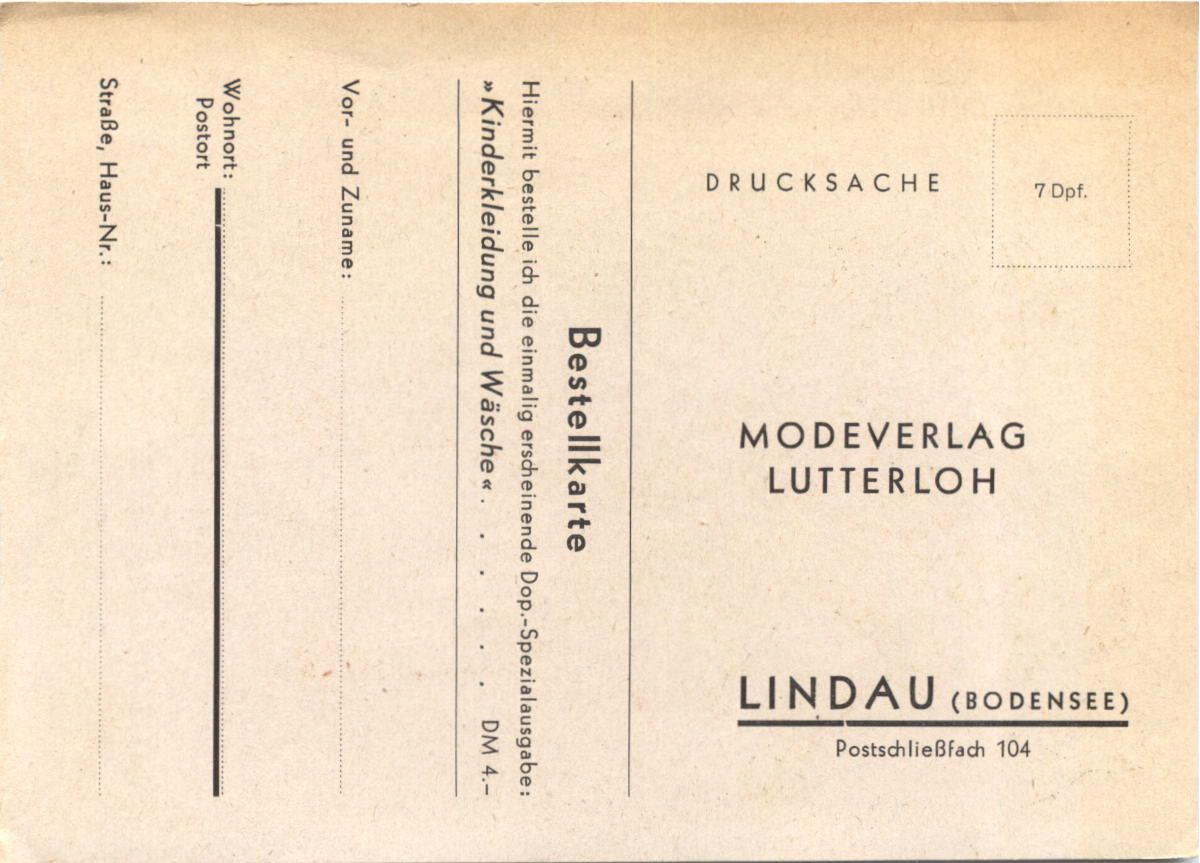 DRUCKSACHE
7 Dpf.
MODEVERLAG
LUTTERLOH
LINDAU (BODENSEE)
Postschließfach 104
Bestellkarte
Hiermit bestelle ich die einmalig erscheinende Dop.-Spezialausgabe:
»Kinderkleidung und Wäsche« . . . . . . DM 4.–
Vor- und Zuname:
Wohnort:
Postort
Straße, Haus-Nr.: